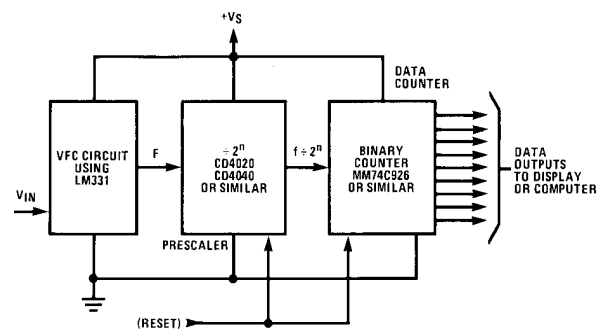 +VS
DATA
COUNTER
VFC CIRCUIT
USING
LM331
F
÷ 2ⁿ
CD4020
CD4040
OR SIMILAR
f ÷ 2ⁿ
BINARY
COUNTER
MM74C926
OR SIMILAR
DATA
OUTPUTS
TO DISPLAY
OR COMPUTER
VIN
PRESCALER
(RESET)